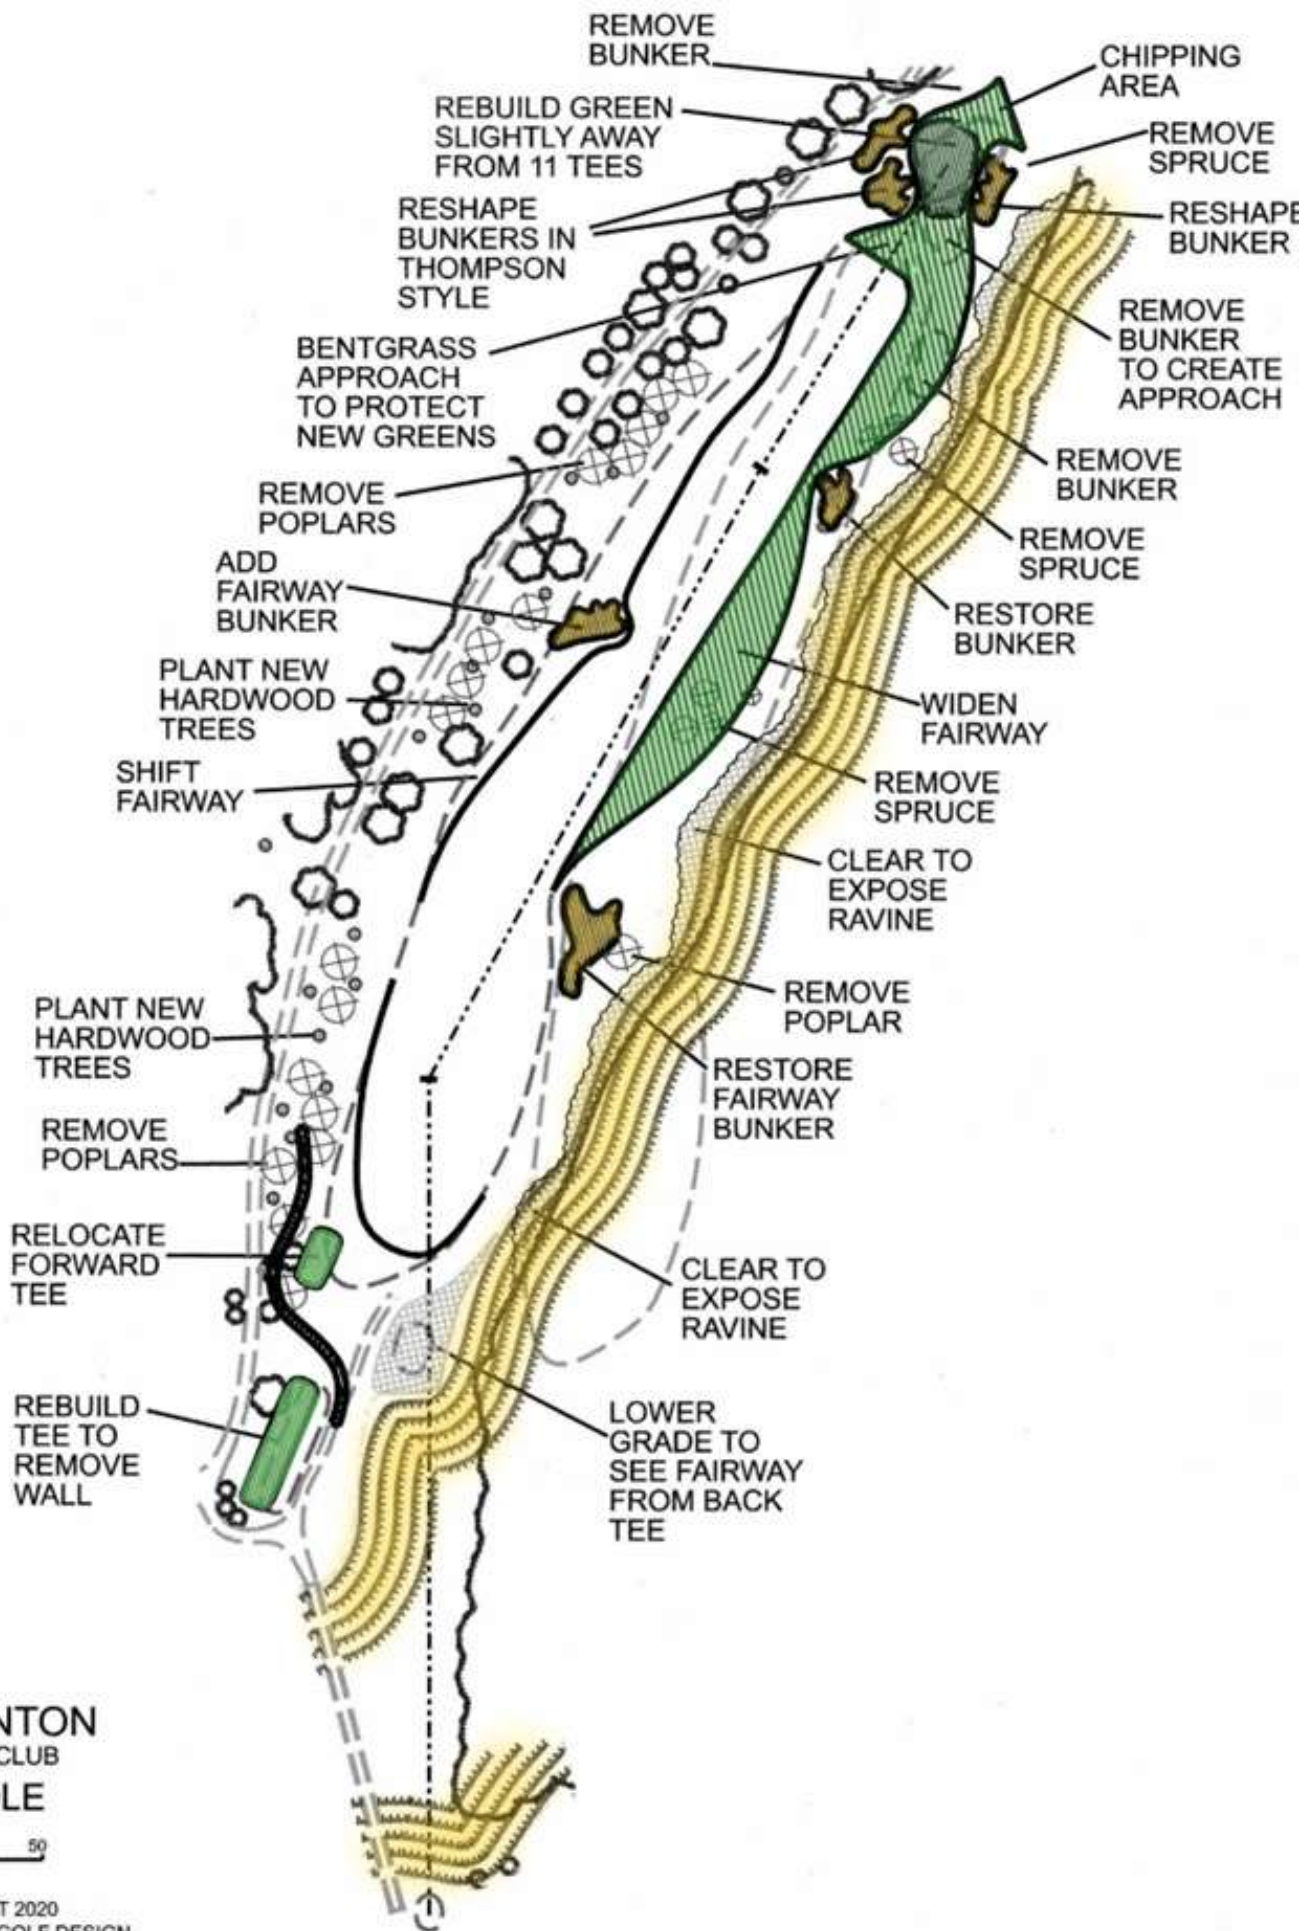 REMOVE
BUNKER
CHIPPING
AREA
REBUILD GREEN
SLIGHTLY AWAY
FROM 11 TEES
REMOVE
SPRUCE
RESHAPE
BUNKERS IN
THOMPSON
STYLE
RESHAPE
BUNKER
REMOVE
BUNKER
TO CREATE
APPROACH
BENTGRASS
APPROACH
TO PROTECT
NEW GREENS
REMOVE
BUNKER
REMOVE
POPLARS
REMOVE
SPRUCE
ADD
FAIRWAY
BUNKER
RESTORE
BUNKER
PLANT NEW
HARDWOOD
TREES
WIDEN
FAIRWAY
SHIFT
FAIRWAY
REMOVE
SPRUCE
CLEAR TO
EXPOSE
RAVINE
REMOVE
POPLAR
PLANT NEW
HARDWOOD
TREES
RESTORE
FAIRWAY
BUNKER
REMOVE
POPLARS
RELOCATE
FORWARD
TEE
CLEAR TO
EXPOSE
RAVINE
REBUILD
TEE TO
REMOVE
WALL
LOWER
GRADE TO
SEE FAIRWAY
FROM BACK
TEE
NTON
CLUB
LE
50
T 2020
GOLF DESIGN